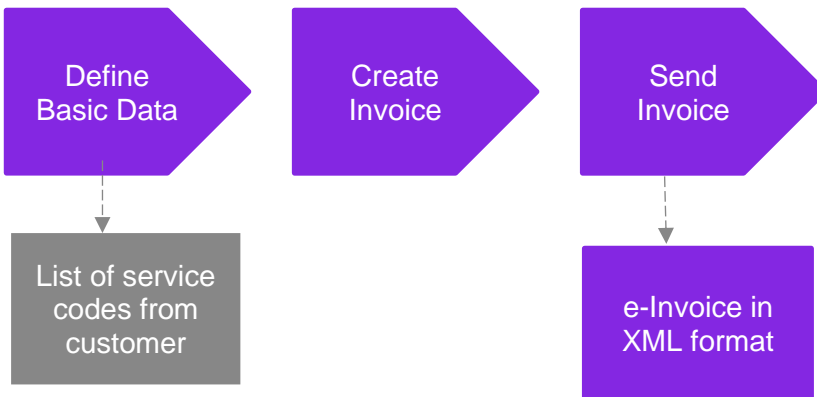 Define
Basic Data
Create
Invoice
Send
Invoice
List of service
codes from
customer
e-Invoice in
XML format